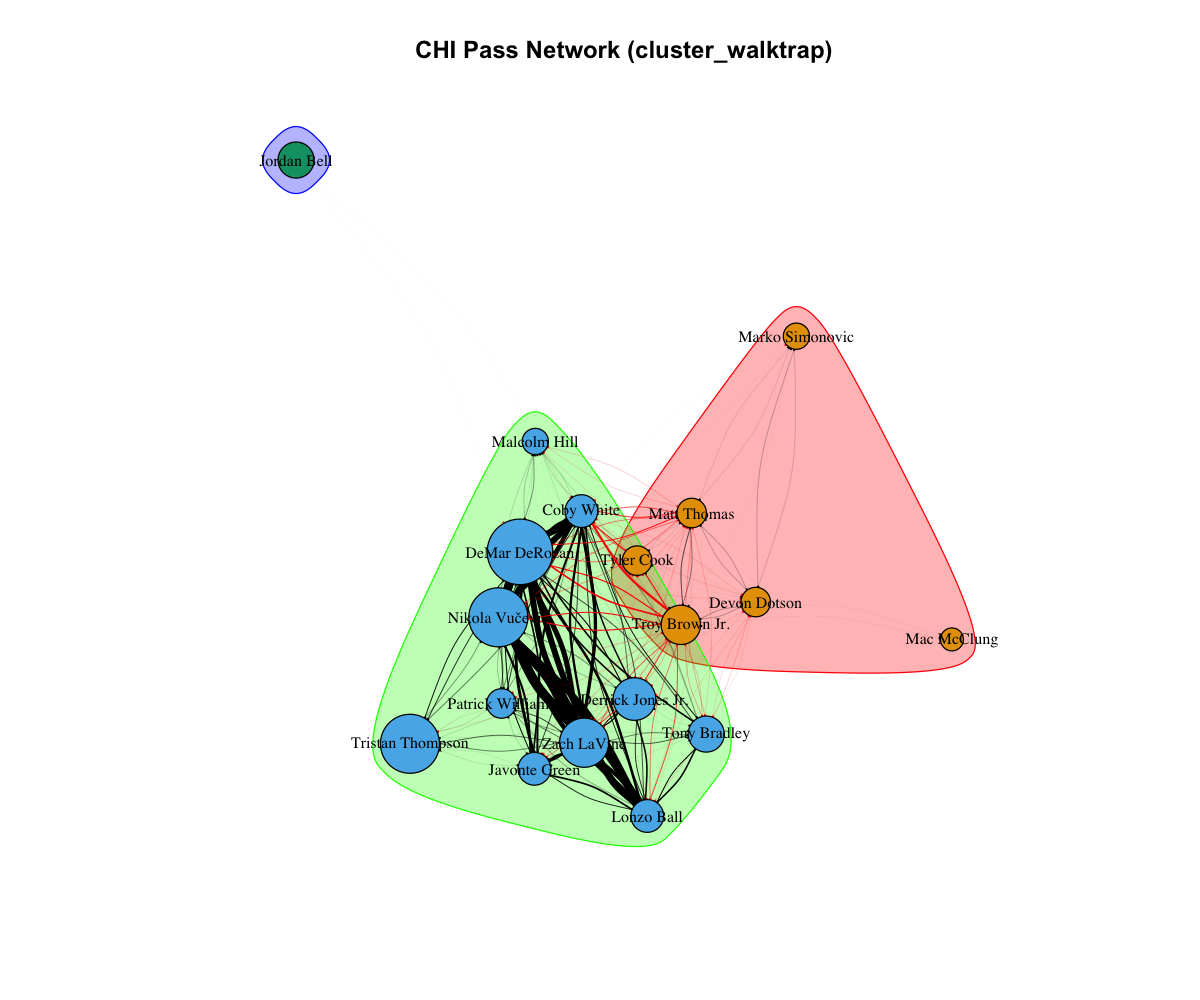 CHI Pass Network (cluster_walktrap)
Jordan Bell
Marko Simonovic
Malcolm Hill
Coby White
Matt Thomas
DeMar DeRozan
Tyler Cook
Devon Dotson
Nikola Vuče
Troy Brown Jr.
Mac McClung
Patrick William
Derrick Jones Jr.
Tony Bradley
Tristan Thompson
Zach LaVine
Javonte Green
Lonzo Ball